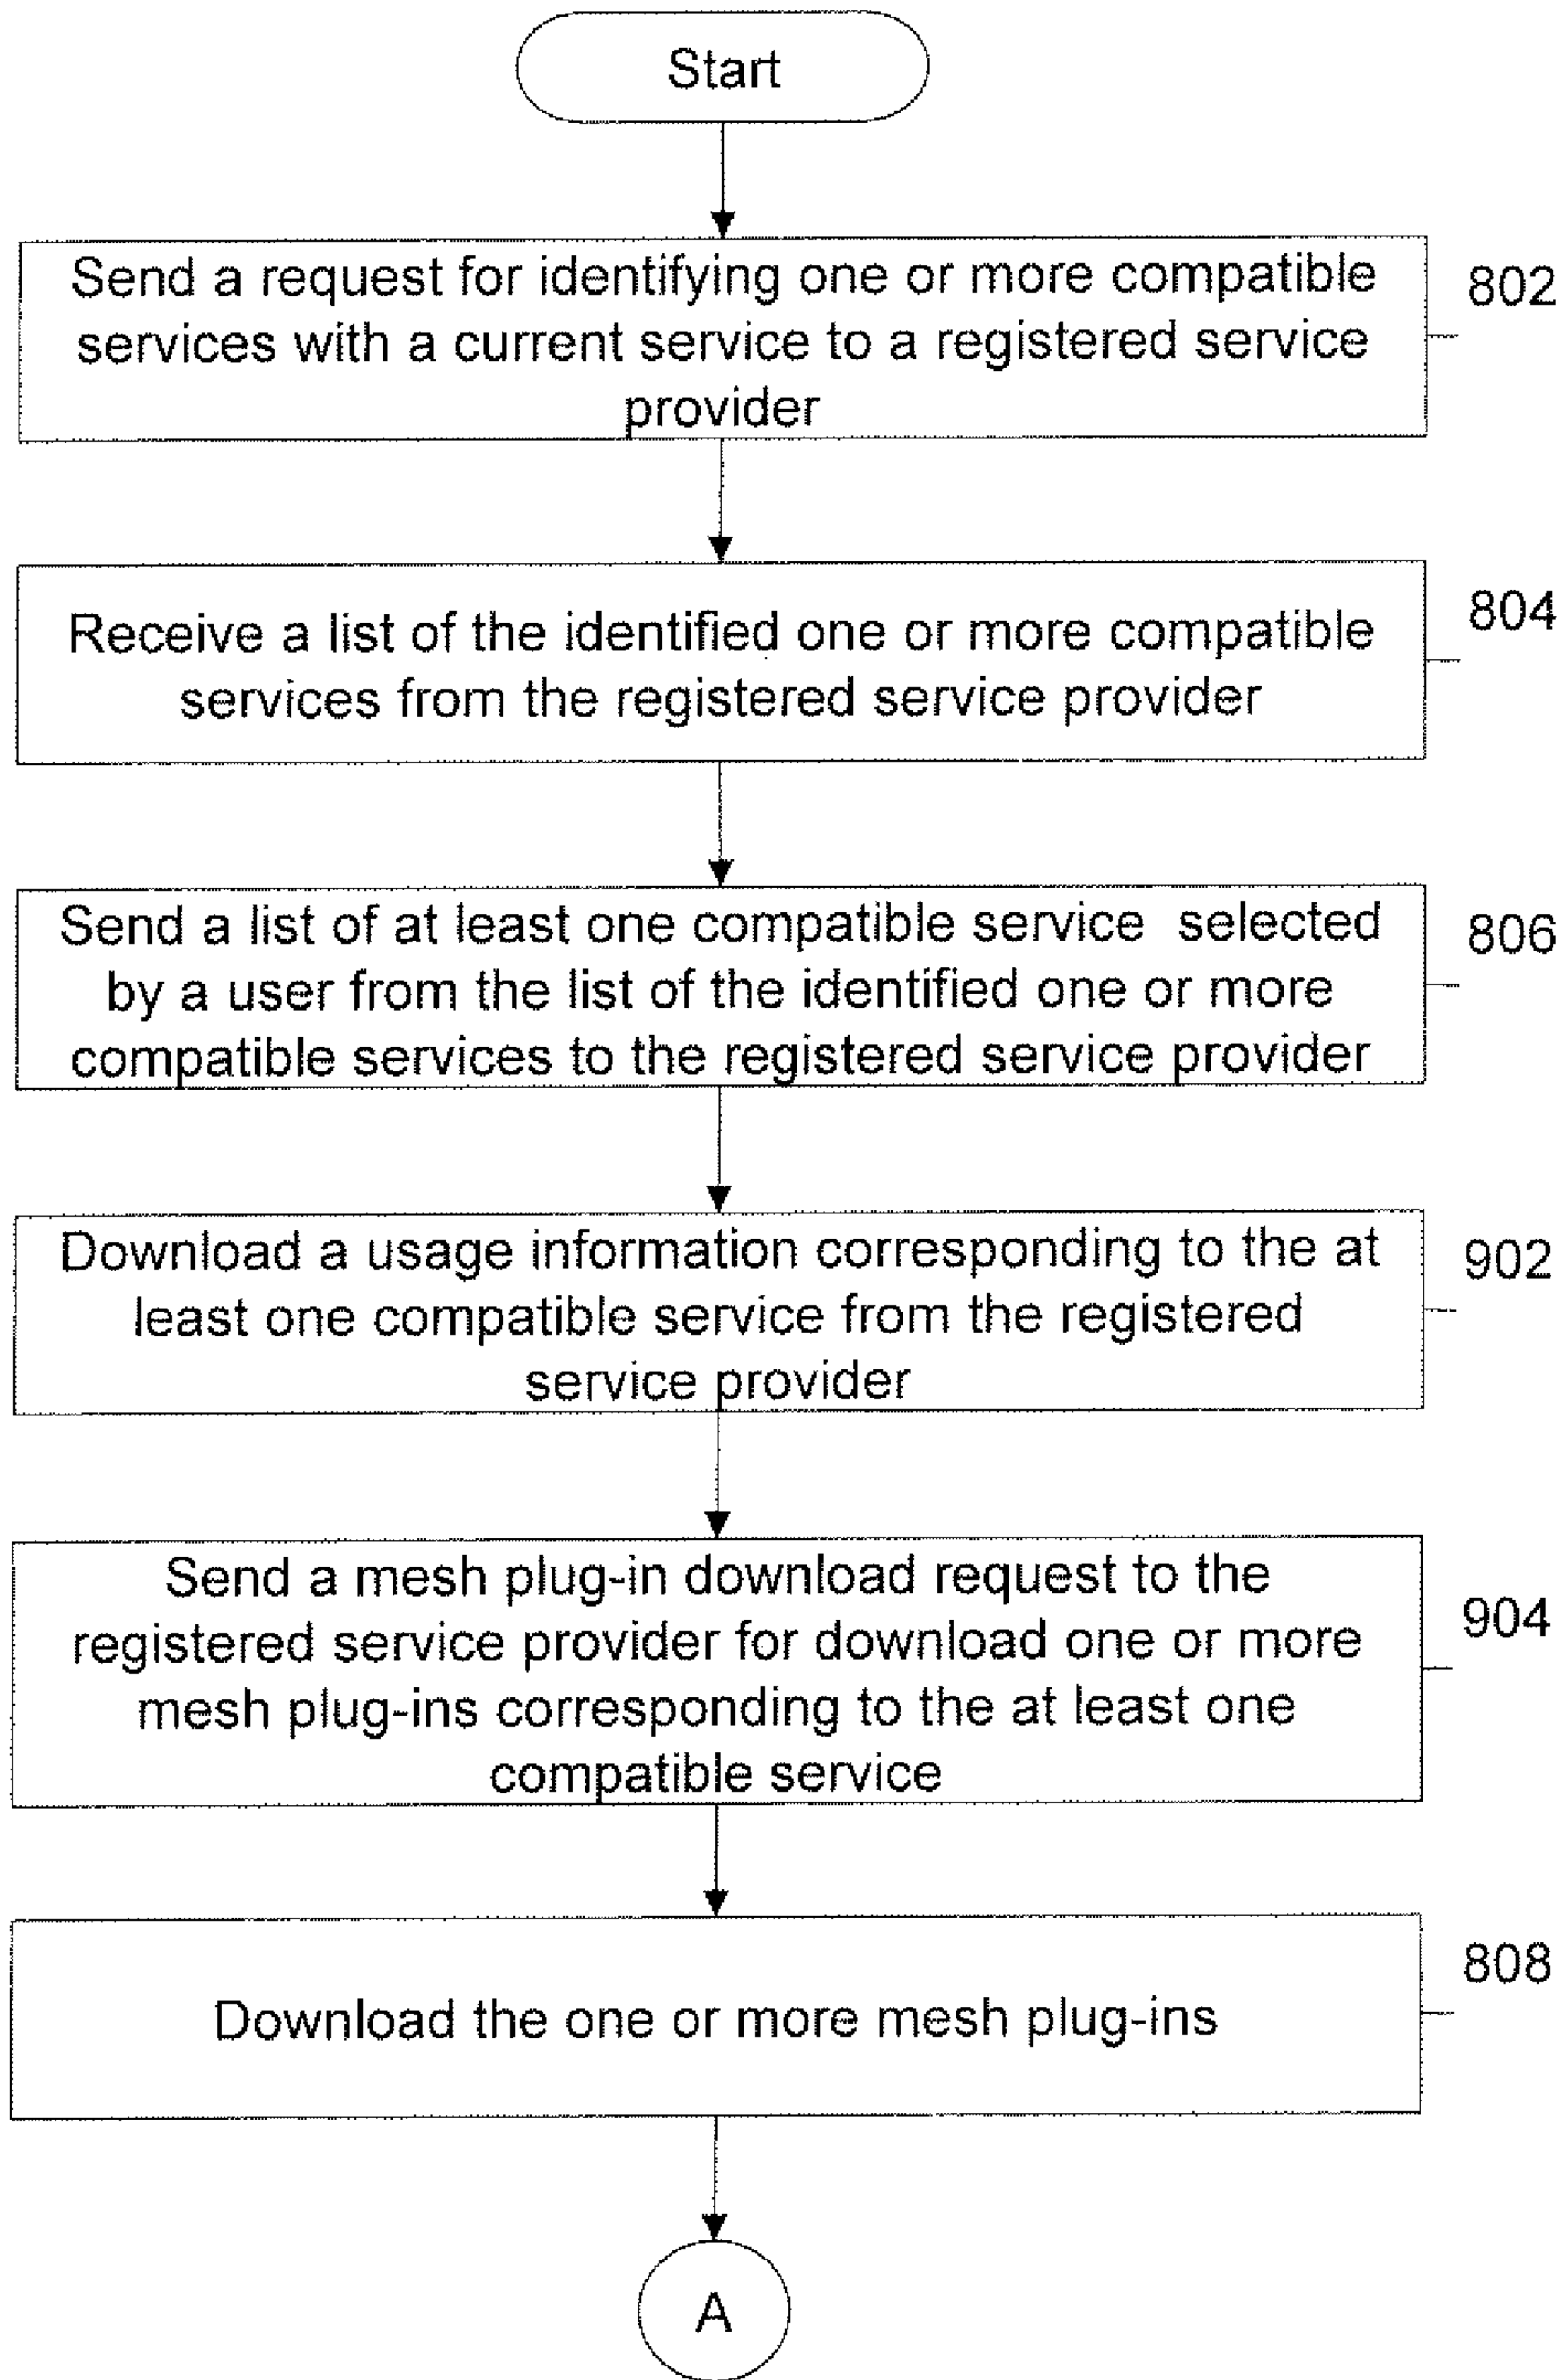 Start
Send a request for identifying one or more compatible
services with a current service to a registered service
provider
802
Receive a list of the identified one or more compatible
services from the registered service provider
804
Send a list of at least one compatible service selected
by a user from the list of the identified one or more
compatible services to the registered service provider
806
Download a usage information corresponding to the at
least one compatible service from the registered
service provider
902
Send a mesh plug-in download request to the
registered service provider for download one or more
mesh plug-ins corresponding to the at least one
compatible service
904
Download the one or more mesh plug-ins
808
A